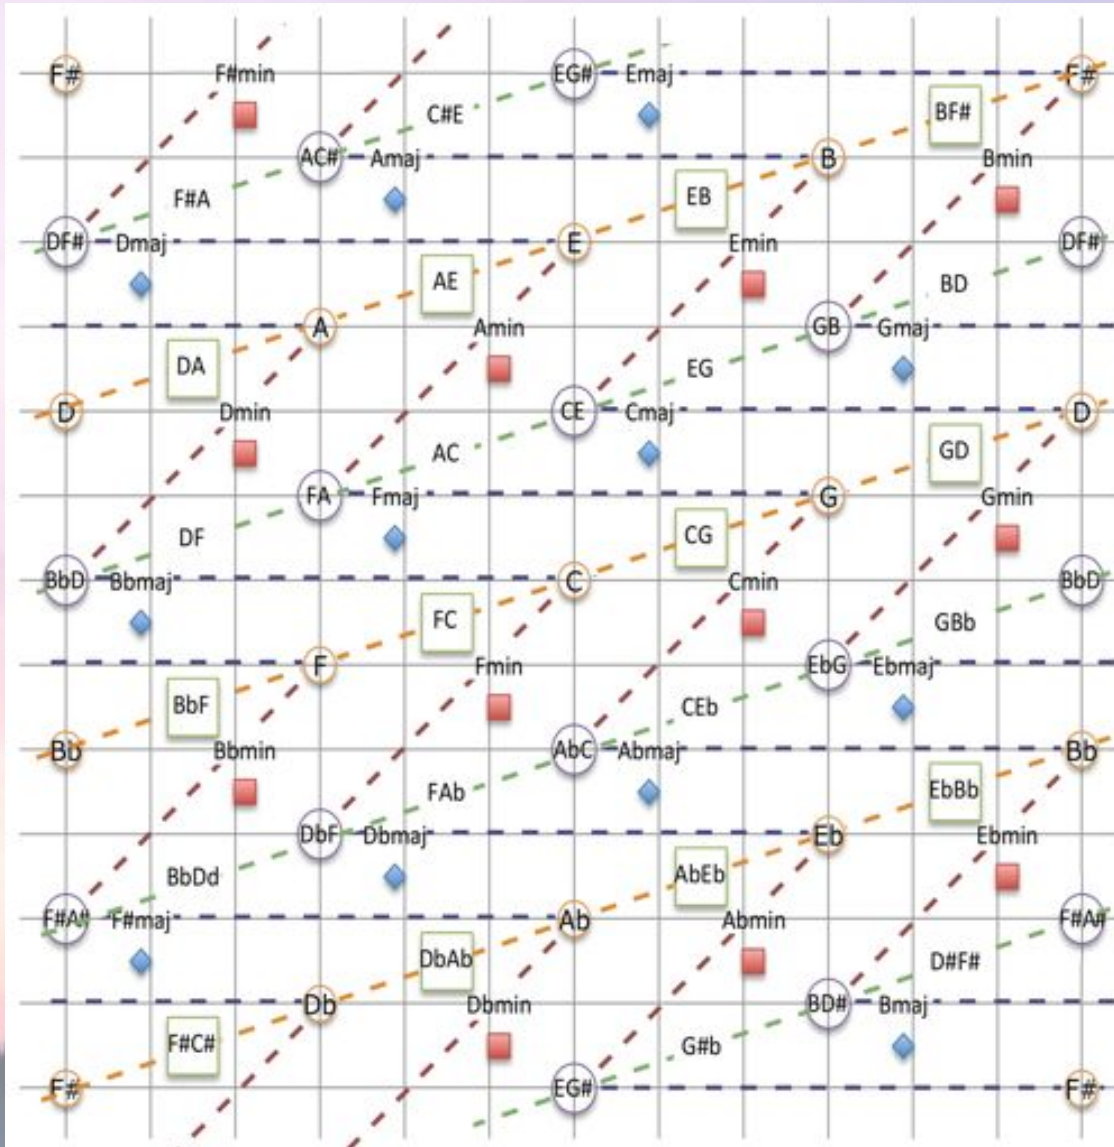 F# F#min EG# Emaj F#
C#E BF#
AC# Amaj B Bmin
F#A EB
DF# Dmaj E Emin DF#
AE BD
A Amin GB Gmaj
DA EG
D Dmin CE Cmaj D
AC GD
FA Fmaj G Gmin
DF CG
BbD Bbmaj C Cmin BbD
FC GBb
F Fmin EbG Ebmaj
BbF CEb
Bb Bbmin AbC Abmaj Bb
FAb EbBb
DbF Dbmaj Eb Ebmin
BbDd AbEb
F#A# F#maj Ab Abmin F#A#
DbAb D#F#
Db Dbmin BD# Bmaj
F#C# G#b
F# EG# F#